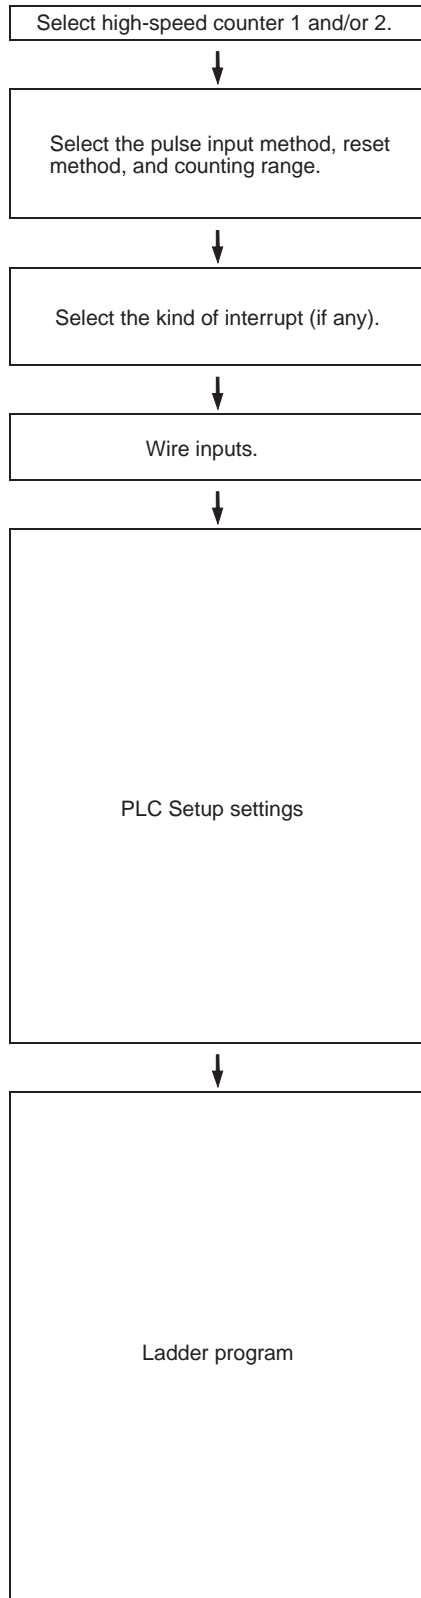 Select high-speed counter 1 and/or 2.
Select the pulse input method, reset
method, and counting range.
Select the kind of interrupt (if any).
Wire inputs.
PLC Setup settings
Ladder program